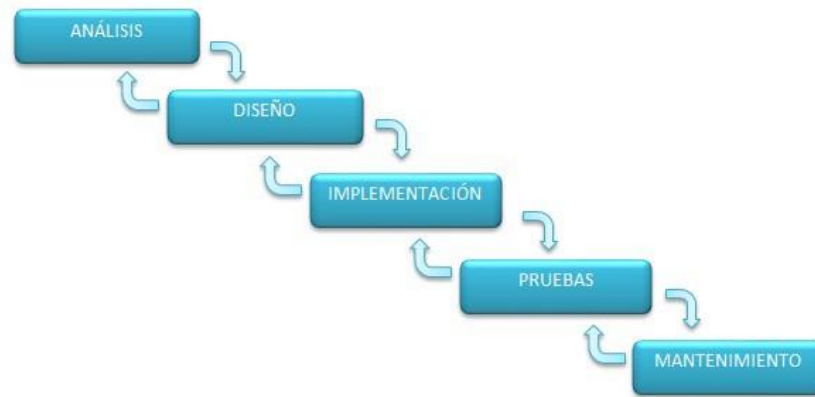 ANÁLISIS
DISEÑO
IMPLEMENTACIÓN
PRUEBAS
MANTENIMIENTO